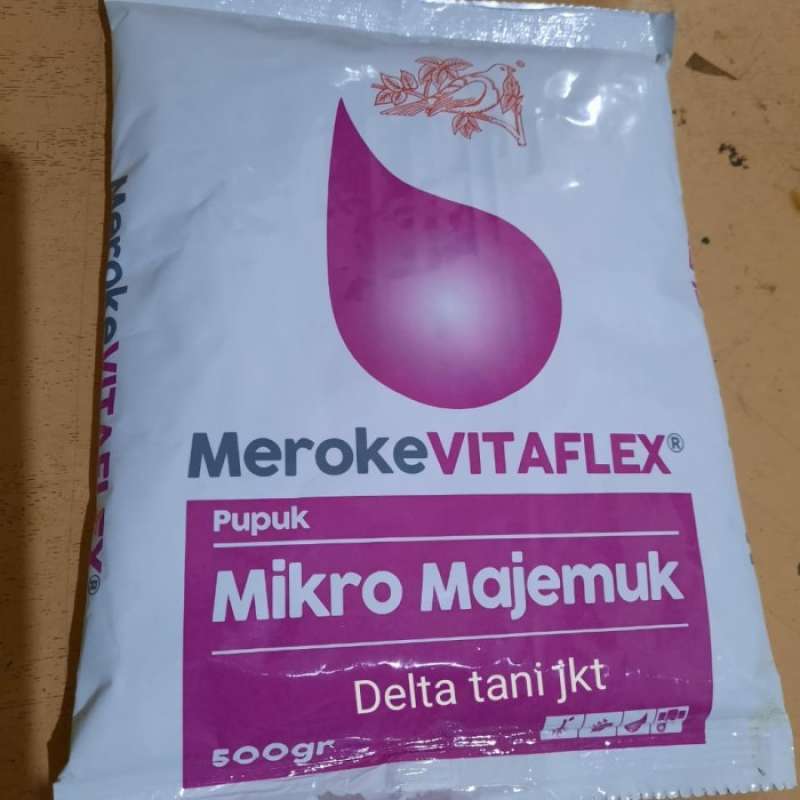 MerokeVITAFLEX®
Pupuk
Mikro Majemuk
Delta tani jkt
500gr
MerokeVITAFLEX®